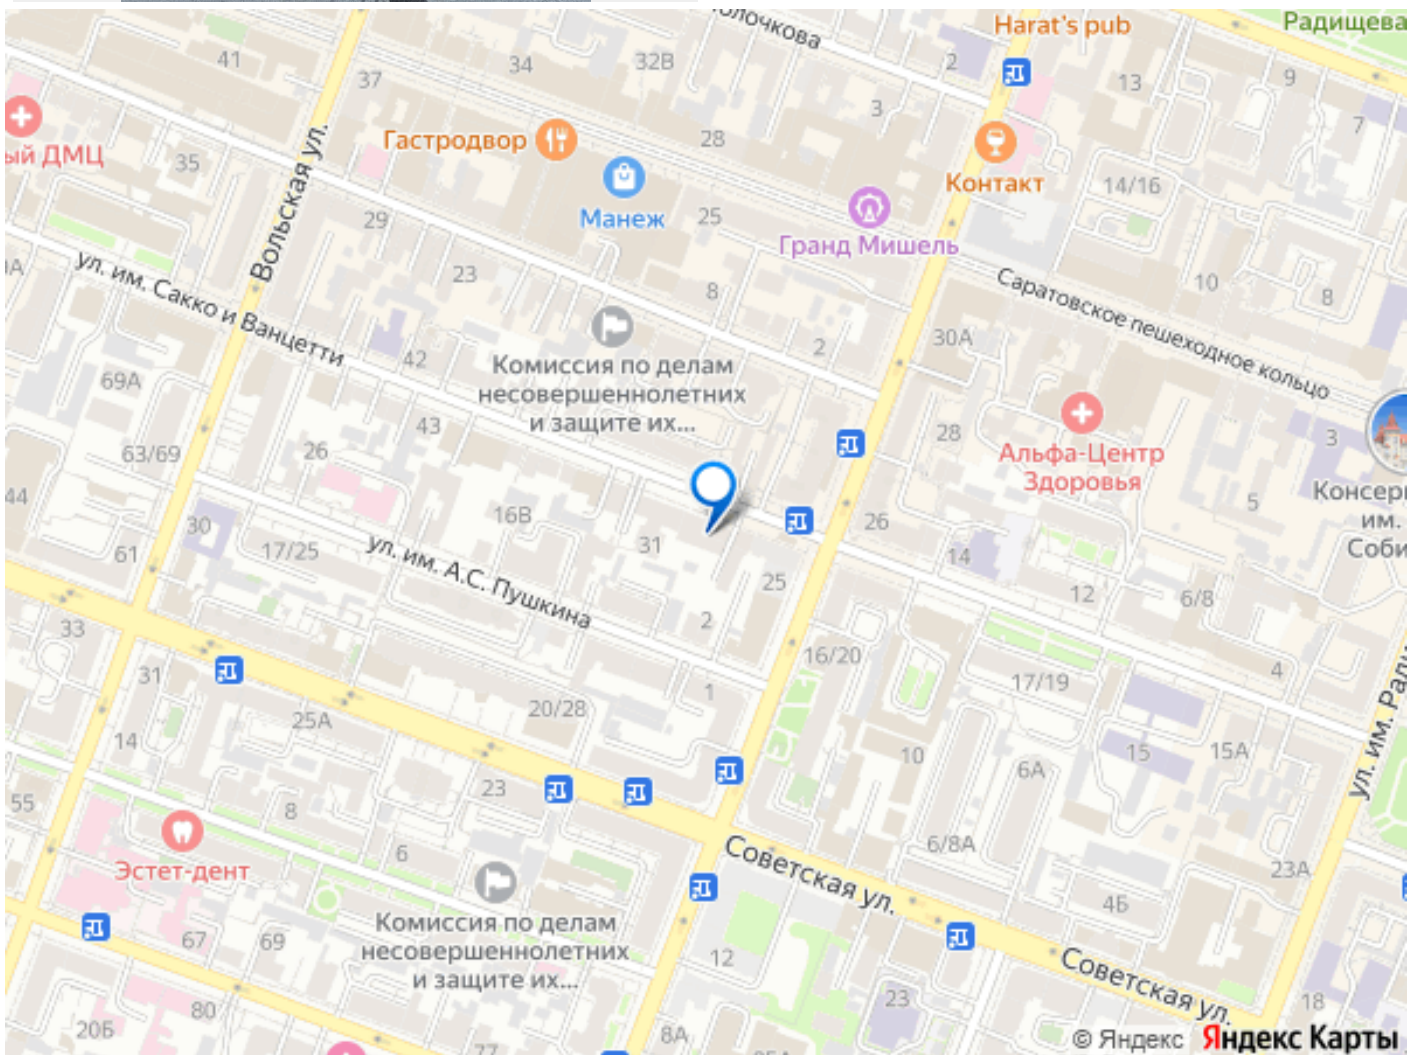 Harat's pub
Радищева
41
34
32В
2
13
9
37
3
7
Гастродвор
28
ый ДМЦ
35
Контакт
14/16
Манеж
25
29
Гранд Мишель
Вольская ул.
23
8
10
8
ул. им. Сакко и Ванцетти
Саратовское пешеходное кольцо
42
Комиссия по делам
несовершеннолетних
и защите их...
2
30А
69А
43
28
Альфа-Центр
Здоровья
3
63/69
26
44
16В
5
Консер
им.
Соби
30
26
61
17/25
ул. им. А.С. Пушкина
31
14
25
12
6/8
33
2
16/20
31
1
17/19
4
25А
20/28
14
10
15
15А
6А
ул. им. Ради
55
8
23
6
6/8А
Советская ул.
23А
Эстет-дент
4Б
Комиссия по делам
несовершеннолетних
и защите их...
67
69
12
Советская ул.
80
23
18
20Б
8А
77
© Яндекс Яндекс Карты